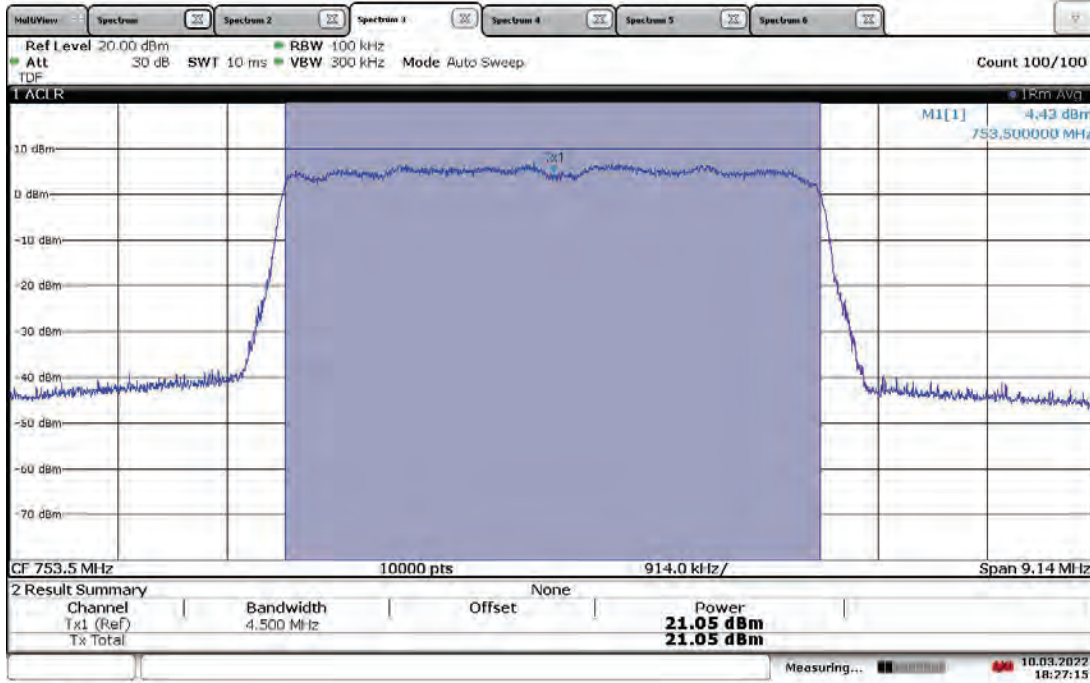 MultiView Spectrum Spectrum 2 Spectrum 3 Spectrum 4 Spectrum 5 Spectrum 6
Ref Level 20.00 dBm RBW 100 kHz
Att 30 dB SWT 10 ms VBW 300 kHz Mode Auto Sweep Count 100/100
TDF
1 ACLR 1Rm Avg
M1[1] 4.43 dBm
753.500000 MHz
10 dBm
Tx1
0 dBm
-10 dBm
-20 dBm
-30 dBm
-40 dBm
-50 dBm
-60 dBm
-70 dBm
CF 753.5 MHz 10000 pts 914.0 kHz/ Span 9.14 MHz
2 Result Summary None
Channel Bandwidth Offset Power
Tx1 (Ref) 4.500 MHz 21.05 dBm
Tx Total 21.05 dBm
Measuring... 10.03.2022
18:27:15